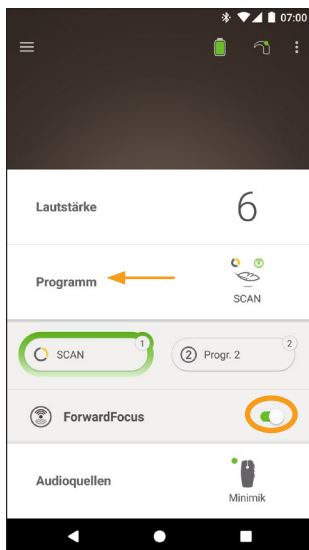 07:00
Lautstärke
6
Programm
SCAN
SCAN 1
2 Progr. 2 2
ForwardFocus
Audioquellen
Minimik